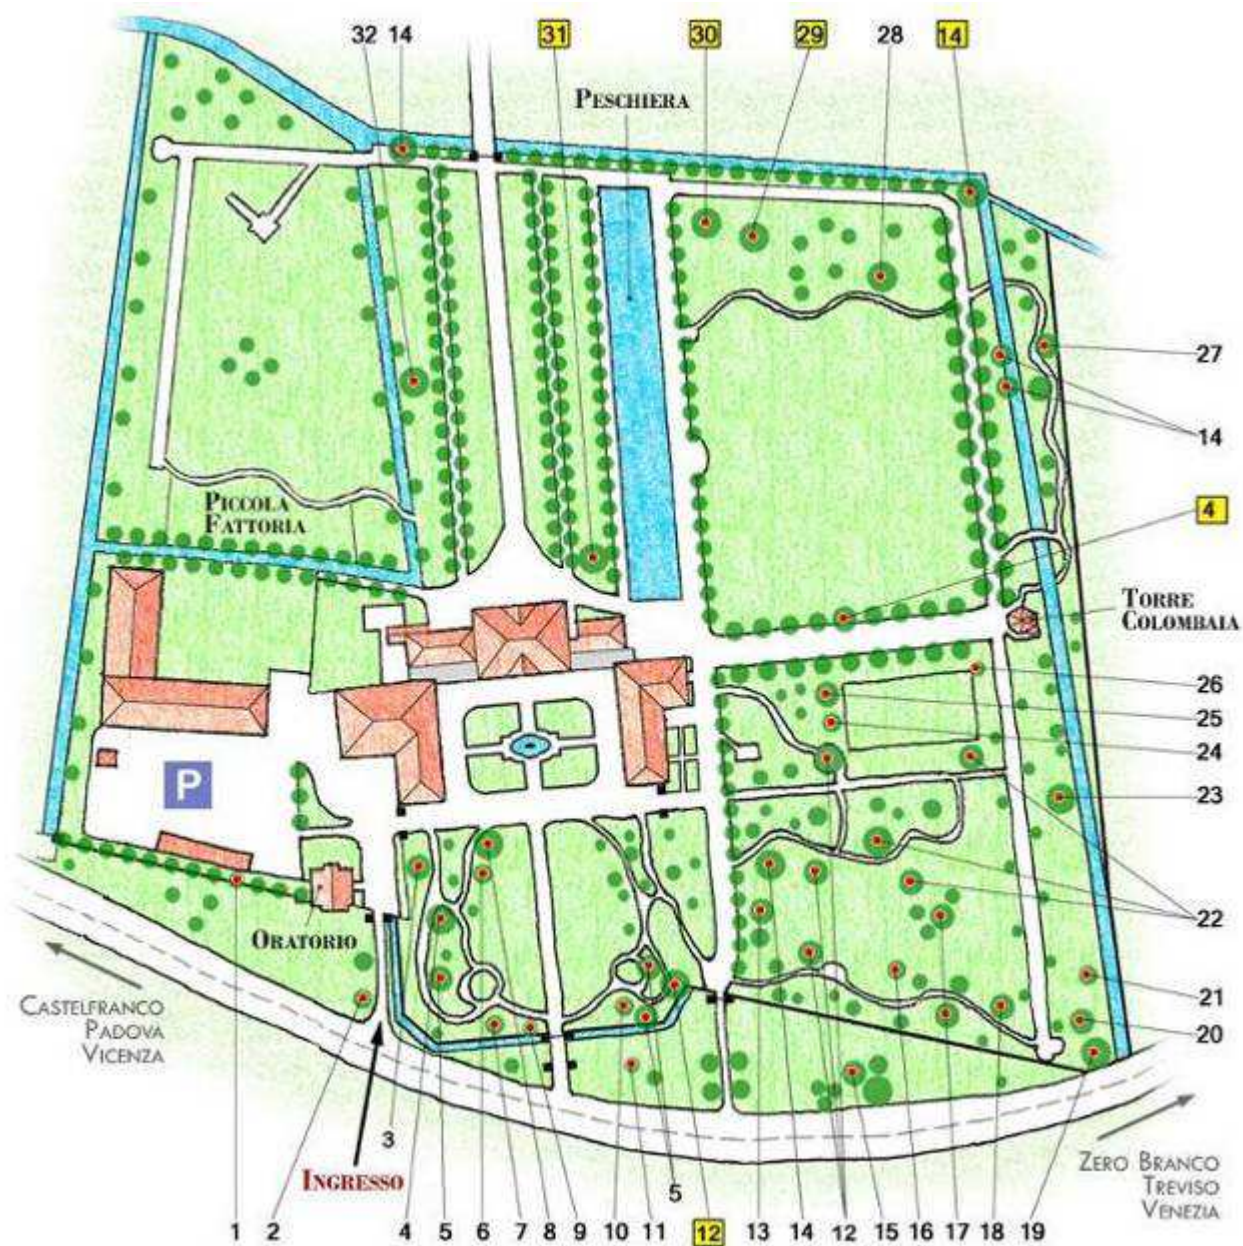 32 14 31 30 29 28 14
PESCHIERA
27
14
4
PICCOLA
FATTORIA
TORRE
COLOMBAIA
26
25
24
P
23
22
ORATORIO
CASTELFRANCO
PADOVA
VICENZA
21
20
3
INGRESSO
5
ZERO BRANCO
TREVISO
VENEZIA
1 2 4 5 6 7 8 9 10 11 12 13 14 12 15 16 17 18 19